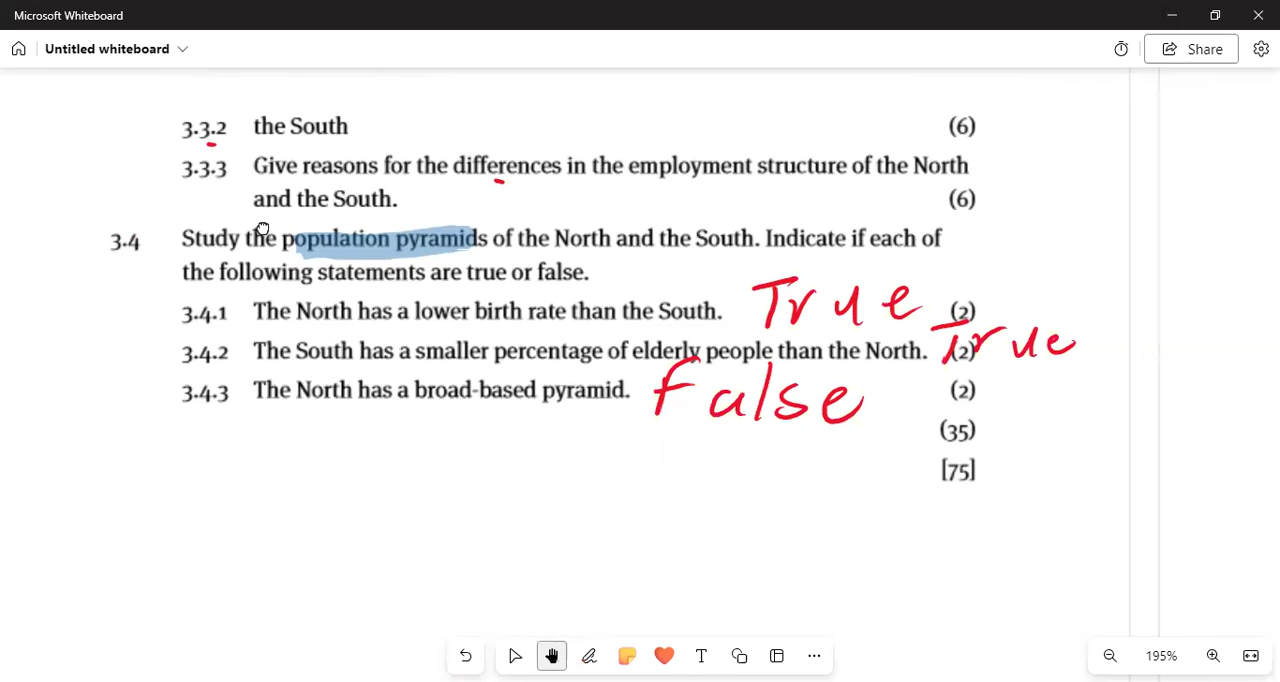 Microsoft Whiteboard
Untitled whiteboard
Share
3.3.2 the South (6)
3.3.3 Give reasons for the differences in the employment structure of the North
and the South. (6)
3.4 Study the population pyramids of the North and the South. Indicate if each of
the following statements are true or false.
3.4.1 The North has a lower birth rate than the South. True (2)
3.4.2 The South has a smaller percentage of elderly people than the North. (2) True
3.4.3 The North has a broad-based pyramid. False (2)
(35)
[75]
195%